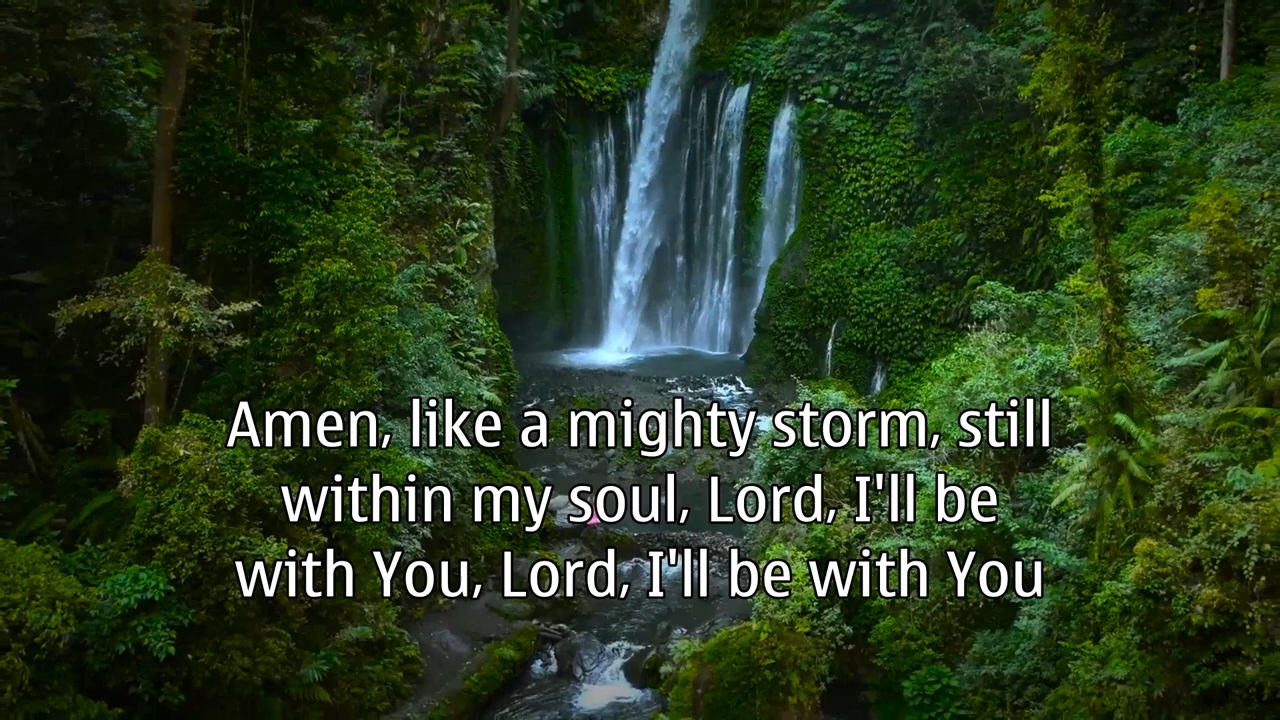 Amen, like a mighty storm, still
within my soul, Lord, I'll be
with You, Lord, I'll be with You